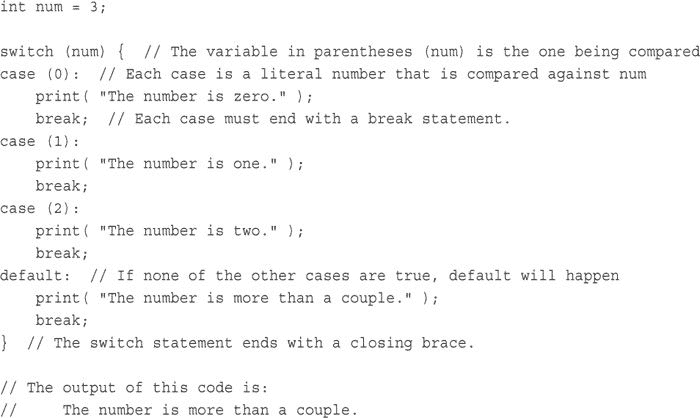 int num = 3;
switch (num) {  // The variable in parentheses (num) is the one being compared
case (0):  // Each case is a literal number that is compared against num
    print( "The number is zero." );
    break;  // Each case must end with a break statement.
case (1):
    print( "The number is one." );
    break;
case (2):
    print( "The number is two." );
    break;
default:  // If none of the other cases are true, default will happen
    print( "The number is more than a couple." );
    break;
}  // The switch statement ends with a closing brace.
// The output of this code is:
//     The number is more than a couple.